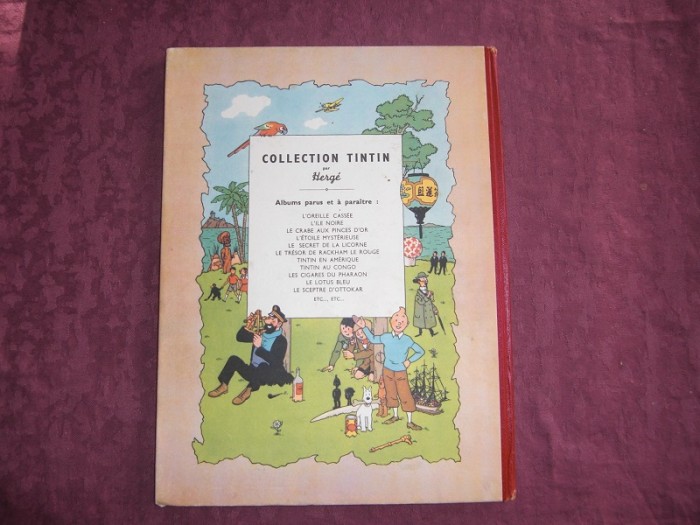 COLLECTION TINTIN
par
Hergé
Albums parus et à paraître :
L'OREILLE CASSÉE
L'ILE NOIRE
LE CRABE AUX PINCES D'OR
L'ÉTOILE MYSTÉRIEUSE
LE SECRET DE LA LICORNE
LE TRÉSOR DE RACKHAM LE ROUGE
TINTIN EN AMÉRIQUE
TINTIN AU CONGO
LES CIGARES DU PHARAON
LE LOTUS BLEU
LE SCEPTRE D'OTTOKAR
ETC..., ETC...